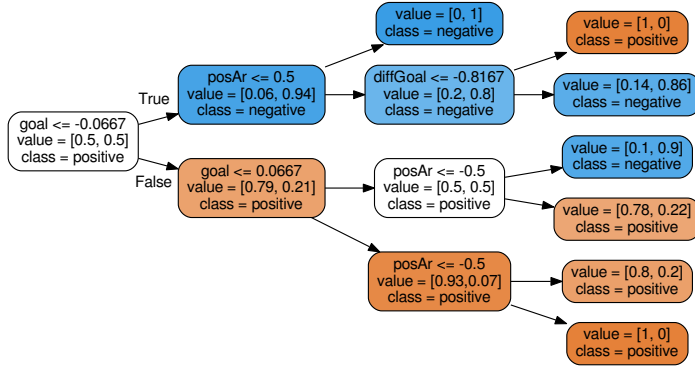 goal <= -0.0667
value = [0.5, 0.5]
class = positive
True
False
posAr <= 0.5
value = [0.06, 0.94]
class = negative
goal <= 0.0667
value = [0.79, 0.21]
class = positive
value = [0, 1]
class = negative
diffGoal <= -0.8167
value = [0.2, 0.8]
class = negative
posAr <= -0.5
value = [0.5, 0.5]
class = positive
posAr <= -0.5
value = [0.93,0.07]
class = positive
value = [1, 0]
class = positive
value = [0.14, 0.86]
class = negative
value = [0.1, 0.9]
class = negative
value = [0.78, 0.22]
class = positive
value = [0.8, 0.2]
class = positive
value = [1, 0]
class = positive